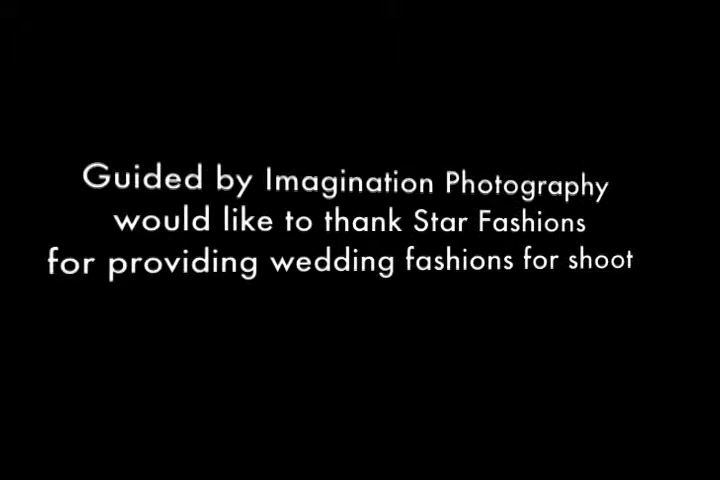 Guided by Imagination Photography
would like to thank Star Fashions
for providing wedding fashions for shoot